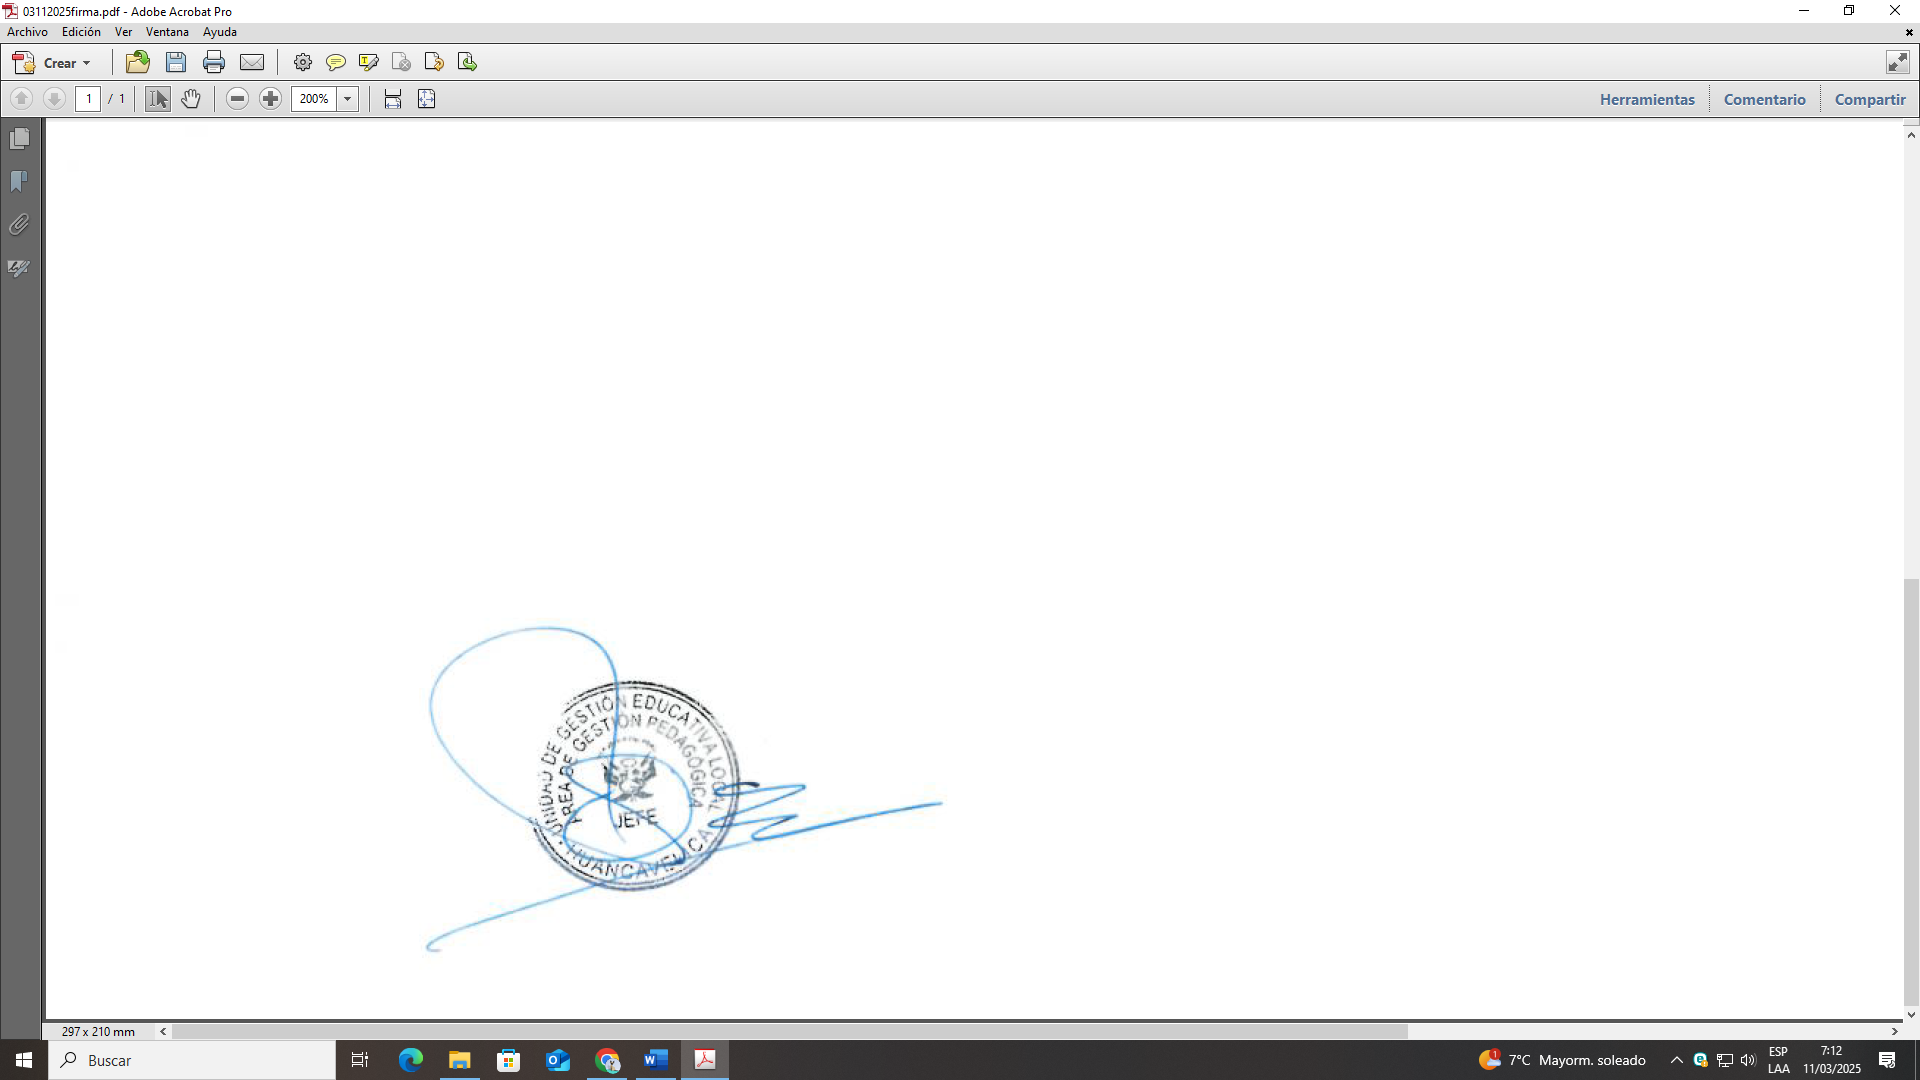 03112025firma.pdf - Adobe Acrobat Pro
Archivo Edición Ver Ventana Ayuda
Crear
1 / 1 200% Herramientas Comentario Compartir
UNIDAD DE GESTIÓN EDUCATIVA LOCAL
ÁREA DE GESTIÓN PEDAGÓGICA
JEFE
HUANCAVELICA
297 x 210 mm
Buscar
1 7°C Mayorm. soleado
ESP
LAA
7:12
11/03/2025